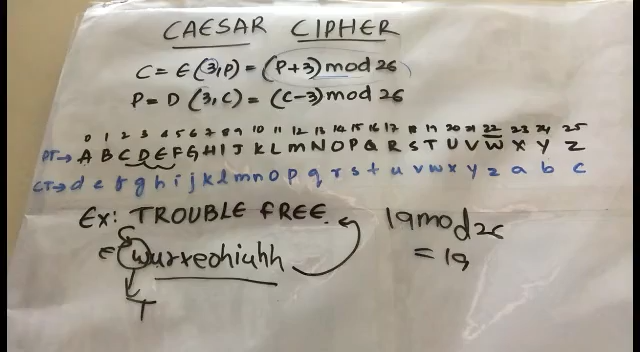 CAESAR CIPHER
C = E (3,P) = (P+3) mod 26
P = D (3,C) = (C-3) mod 26
0 1 2 3 4 5 6 7 8 9 10 11 12 13 14 15 16 17 18 19 20 21 22 23 24 25
PT→ A B C D E F G H I J K L M N O P Q R S T U V W X Y Z
CT→ d e f g h i j k l m n o p q r s t u v w x y z a b c
Ex: TROUBLE FREE.
19 mod 26
= 19
wurxeohiuhh
T